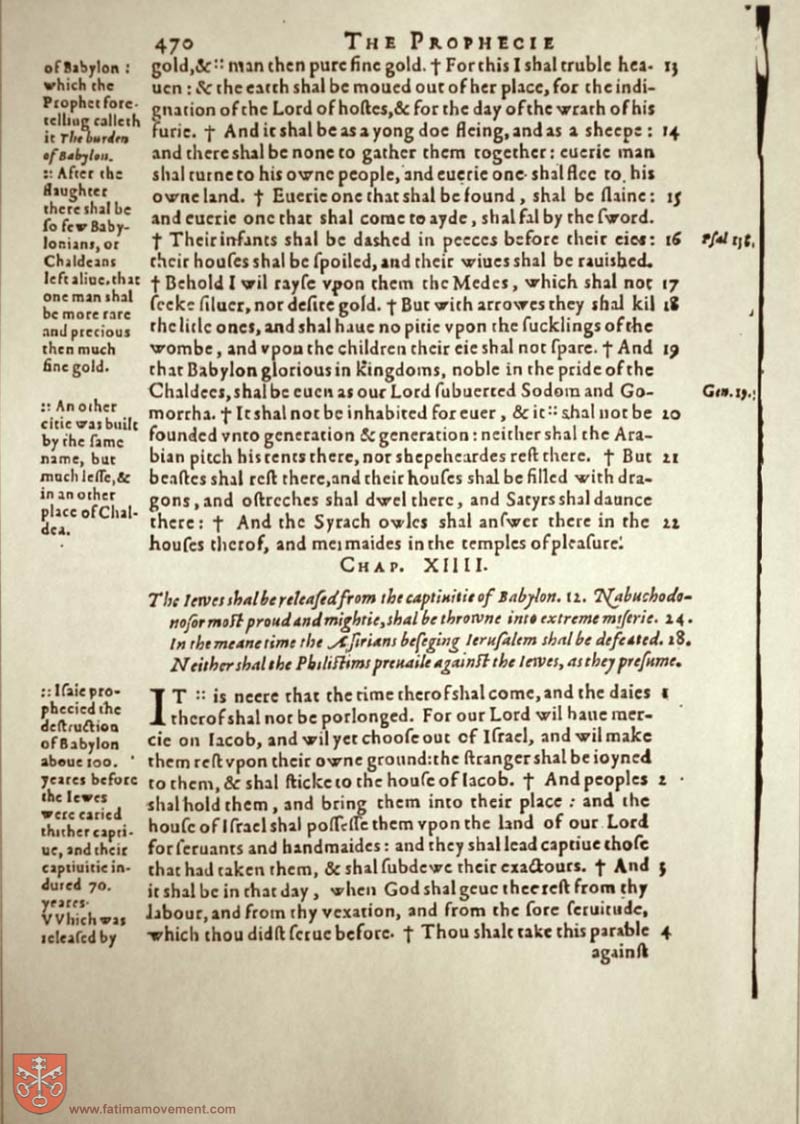 470
THE PROPHECIE
of Babylon :
which the
Prophet fore-
telling calleth
it The burden
of Babylon.
:: After the
ſlaughter
there ſhal be
ſo few Baby-
lonians, or
Chaldeans
left aliue, that
one man ſhal
be more rare
and precious
then much
fine gold.
:: An other
citie was built
by the ſame
name, but
much leſſe, &
in an other
place of Chal-
dea.
gold, & :: man then pure fine gold. † For this I ſhal truble hea- 13
uen : & the earth ſhal be moued out of her place, for the indi-
gnation of the Lord of hoſtes, & for the day of the wrath of his
furie. † And it ſhal be as a yong doe fleing, and as a ſheepe : 14
and there ſhal be none to gather them together : euerie man
ſhal turne to his owne people, and euerie one ſhal flee to his
owne land. † Euerie one that ſhal be found, ſhal be ſlaine : 15
and euerie one that ſhal come to ayde, ſhal fal by the ſword.
† Their infants ſhal be dashed in peeces before their eies : 16
their houſes ſhal be ſpoiled, and their wiues ſhal be rauished.
† Behold I wil rayſe vpon them the Medes, which ſhal not 17
ſeeke ſiluer, nor deſire gold. † But with arrowes they ſhal kil 18
the litle ones, and ſhal haue no pitie vpon the ſucklings of the
wombe, and vpon the children their eie ſhal not ſpare. † And 19
that Babylon glorious in Kingdoms, noble in the pride of the
Chaldees, ſhal be euen as our Lord ſubuerted Sodom and Go-
morrha. † It ſhal not be inhabited for euer, & it :: ſhal not be 20
founded vnto generation & generation : neither ſhal the Ara-
bian pitch his tents there, nor shepeheardes reſt there. † But 21
beaſtes ſhal reſt there, and their houſes ſhal be filled with dra-
gons, and oſtreches ſhal dwel there, and Satyrs ſhal daunce
there : † And the Syrach owles ſhal anſwer there in the 22
houſes therof, and mermaides in the temples of pleaſure.
Pſal 136.
Gen. 19.
CHAP. XIIII.
The Iewes ſhal be releaſed from the captiuitie of Babylon. 12. Nabuchodo-
noſor moſt proud and mightie, ſhal be throwne into extreme miſerie. 24.
In the meane time the Aſsirians beſeging Ieruſalem ſhal be defeated. 28.
Neither ſhal the Philiſtims preuaile againſt the Iewes, as they preſume.
:: Iſaie pro-
phecied the
deſtruction
of Babylon
aboue 100.
yeares before
the Iewes
were caried
thither capti-
ue, and their
captiuitie in-
dured 70.
yeares.
VVhich was
releaſed by
IT :: is neere that the time therof ſhal come, and the daies 1
therof ſhal not be porlonged. For our Lord wil haue mer-
cie on Iacob, and wil yet chooſe out of Iſrael, and wil make
them reſt vpon their owne ground: the ſtranger ſhal be ioyned
to them, & ſhal ſticke to the houſe of Iacob. † And peoples 2
ſhal hold them, and bring them into their place : and the
houſe of Iſrael ſhal poſſeſſe them vpon the land of our Lord
for ſeruants and handmaides : and they ſhal lead captiue thoſe
that had taken them, & ſhal ſubdewe their exactours. † And 3
it ſhal be in that day, when God ſhal geue thee reſt from thy
labour, and from thy vexation, and from the ſore ſeruitude,
which thou didſt ſerue before. † Thou ſhalt take this parable 4
againſt
www.fatimamovement.com